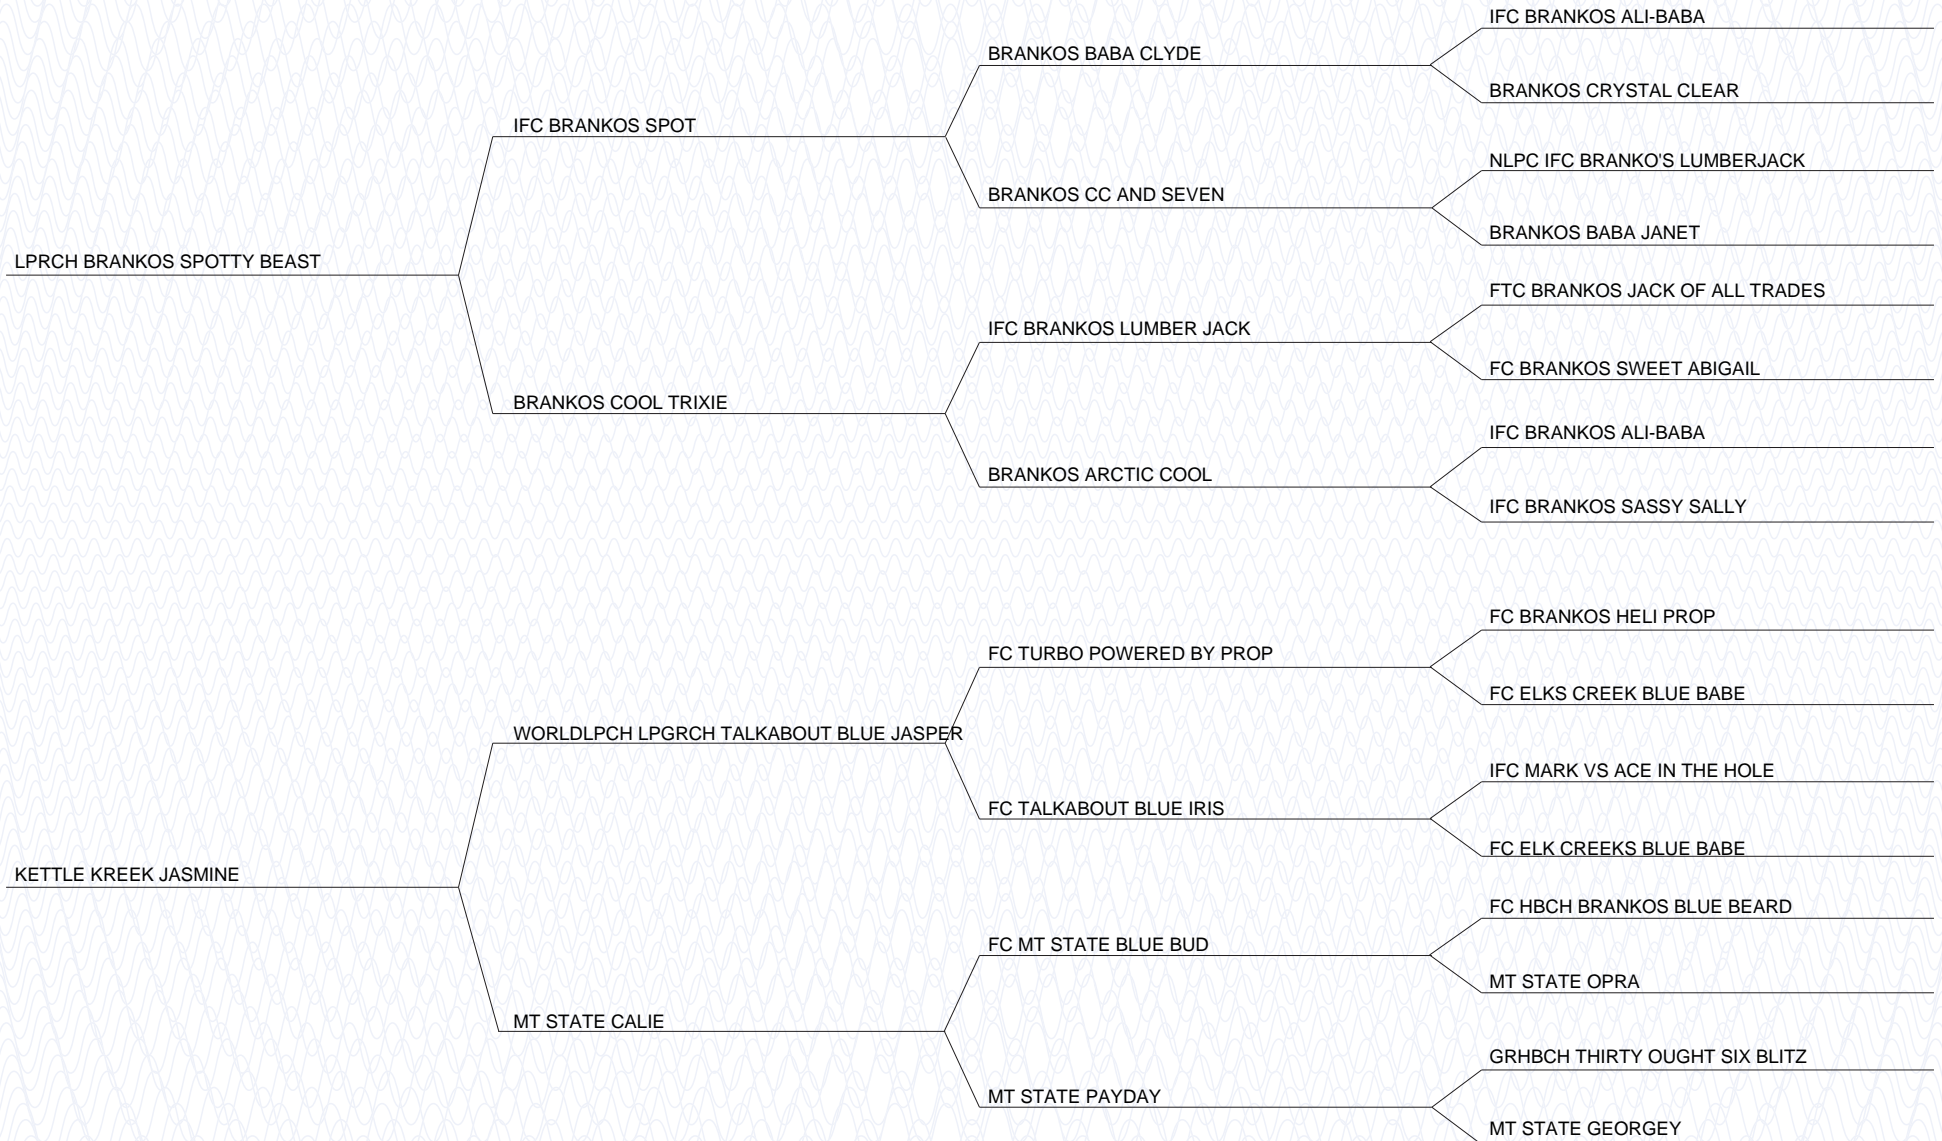 IFC BRANKOS ALI-BABA
BRANKOS BABA CLYDE
BRANKOS CRYSTAL CLEAR
IFC BRANKOS SPOT
NLPC IFC BRANKO'S LUMBERJACK
BRANKOS CC AND SEVEN
BRANKOS BABA JANET
LPRCH BRANKOS SPOTTY BEAST
FTC BRANKOS JACK OF ALL TRADES
IFC BRANKOS LUMBER JACK
FC BRANKOS SWEET ABIGAIL
BRANKOS COOL TRIXIE
IFC BRANKOS ALI-BABA
BRANKOS ARCTIC COOL
IFC BRANKOS SASSY SALLY
FC BRANKOS HELI PROP
FC TURBO POWERED BY PROP
FC ELKS CREEK BLUE BABE
WORLDLPCH LPGRCH TALKABOUT BLUE JASPER
IFC MARK VS ACE IN THE HOLE
FC TALKABOUT BLUE IRIS
FC ELK CREEKS BLUE BABE
KETTLE KREEK JASMINE
FC HBCH BRANKOS BLUE BEARD
FC MT STATE BLUE BUD
MT STATE OPRA
MT STATE CALIE
GRHBCH THIRTY OUGHT SIX BLITZ
MT STATE PAYDAY
MT STATE GEORGEY